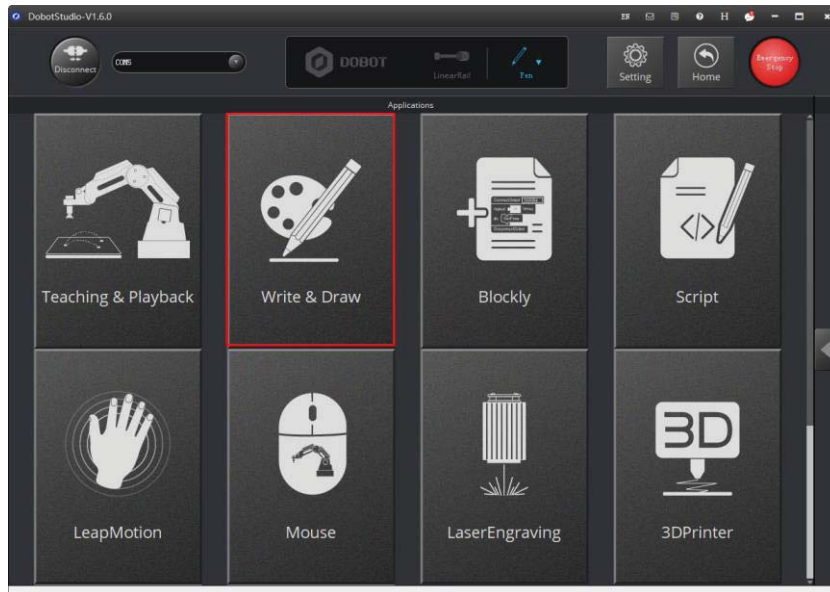 DobotStudio-V1.6.0
H
Disconnect
COM5
DOBOT
LinearRail
Pen
Setting
Home
Emergency
Stop
Applications
Teaching & Playback
Write & Draw
Blockly
Script
LeapMotion
Mouse
LaserEngraving
3D
3DPrinter